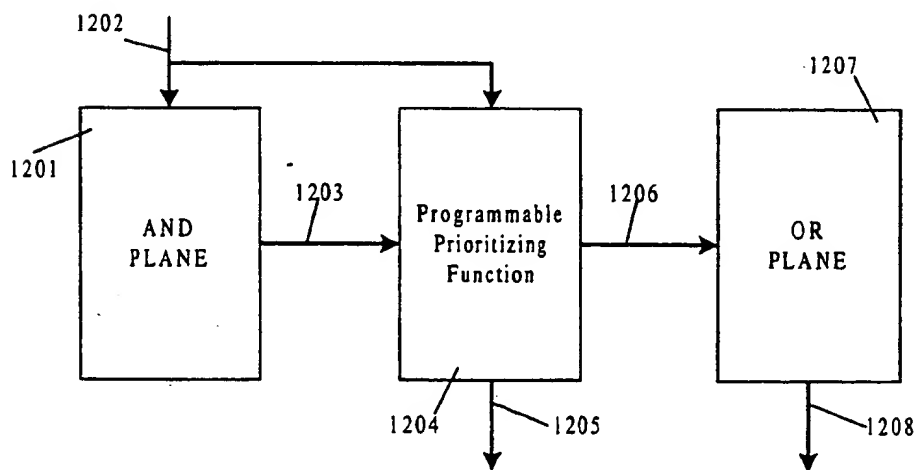 1202
1207
1201
1203
1206
AND
PLANE
Programmable
Prioritizing
Function
OR
PLANE
1204
1205
1208